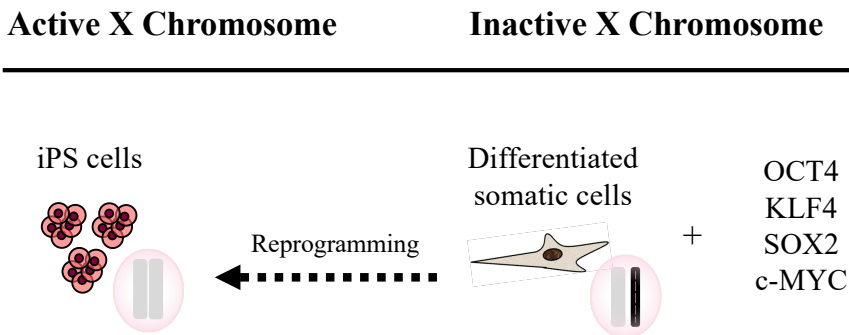 Active X Chromosome
Inactive X Chromosome
iPS cells
Differentiated
somatic cells
+
OCT4
KLF4
SOX2
c-MYC
Reprogramming